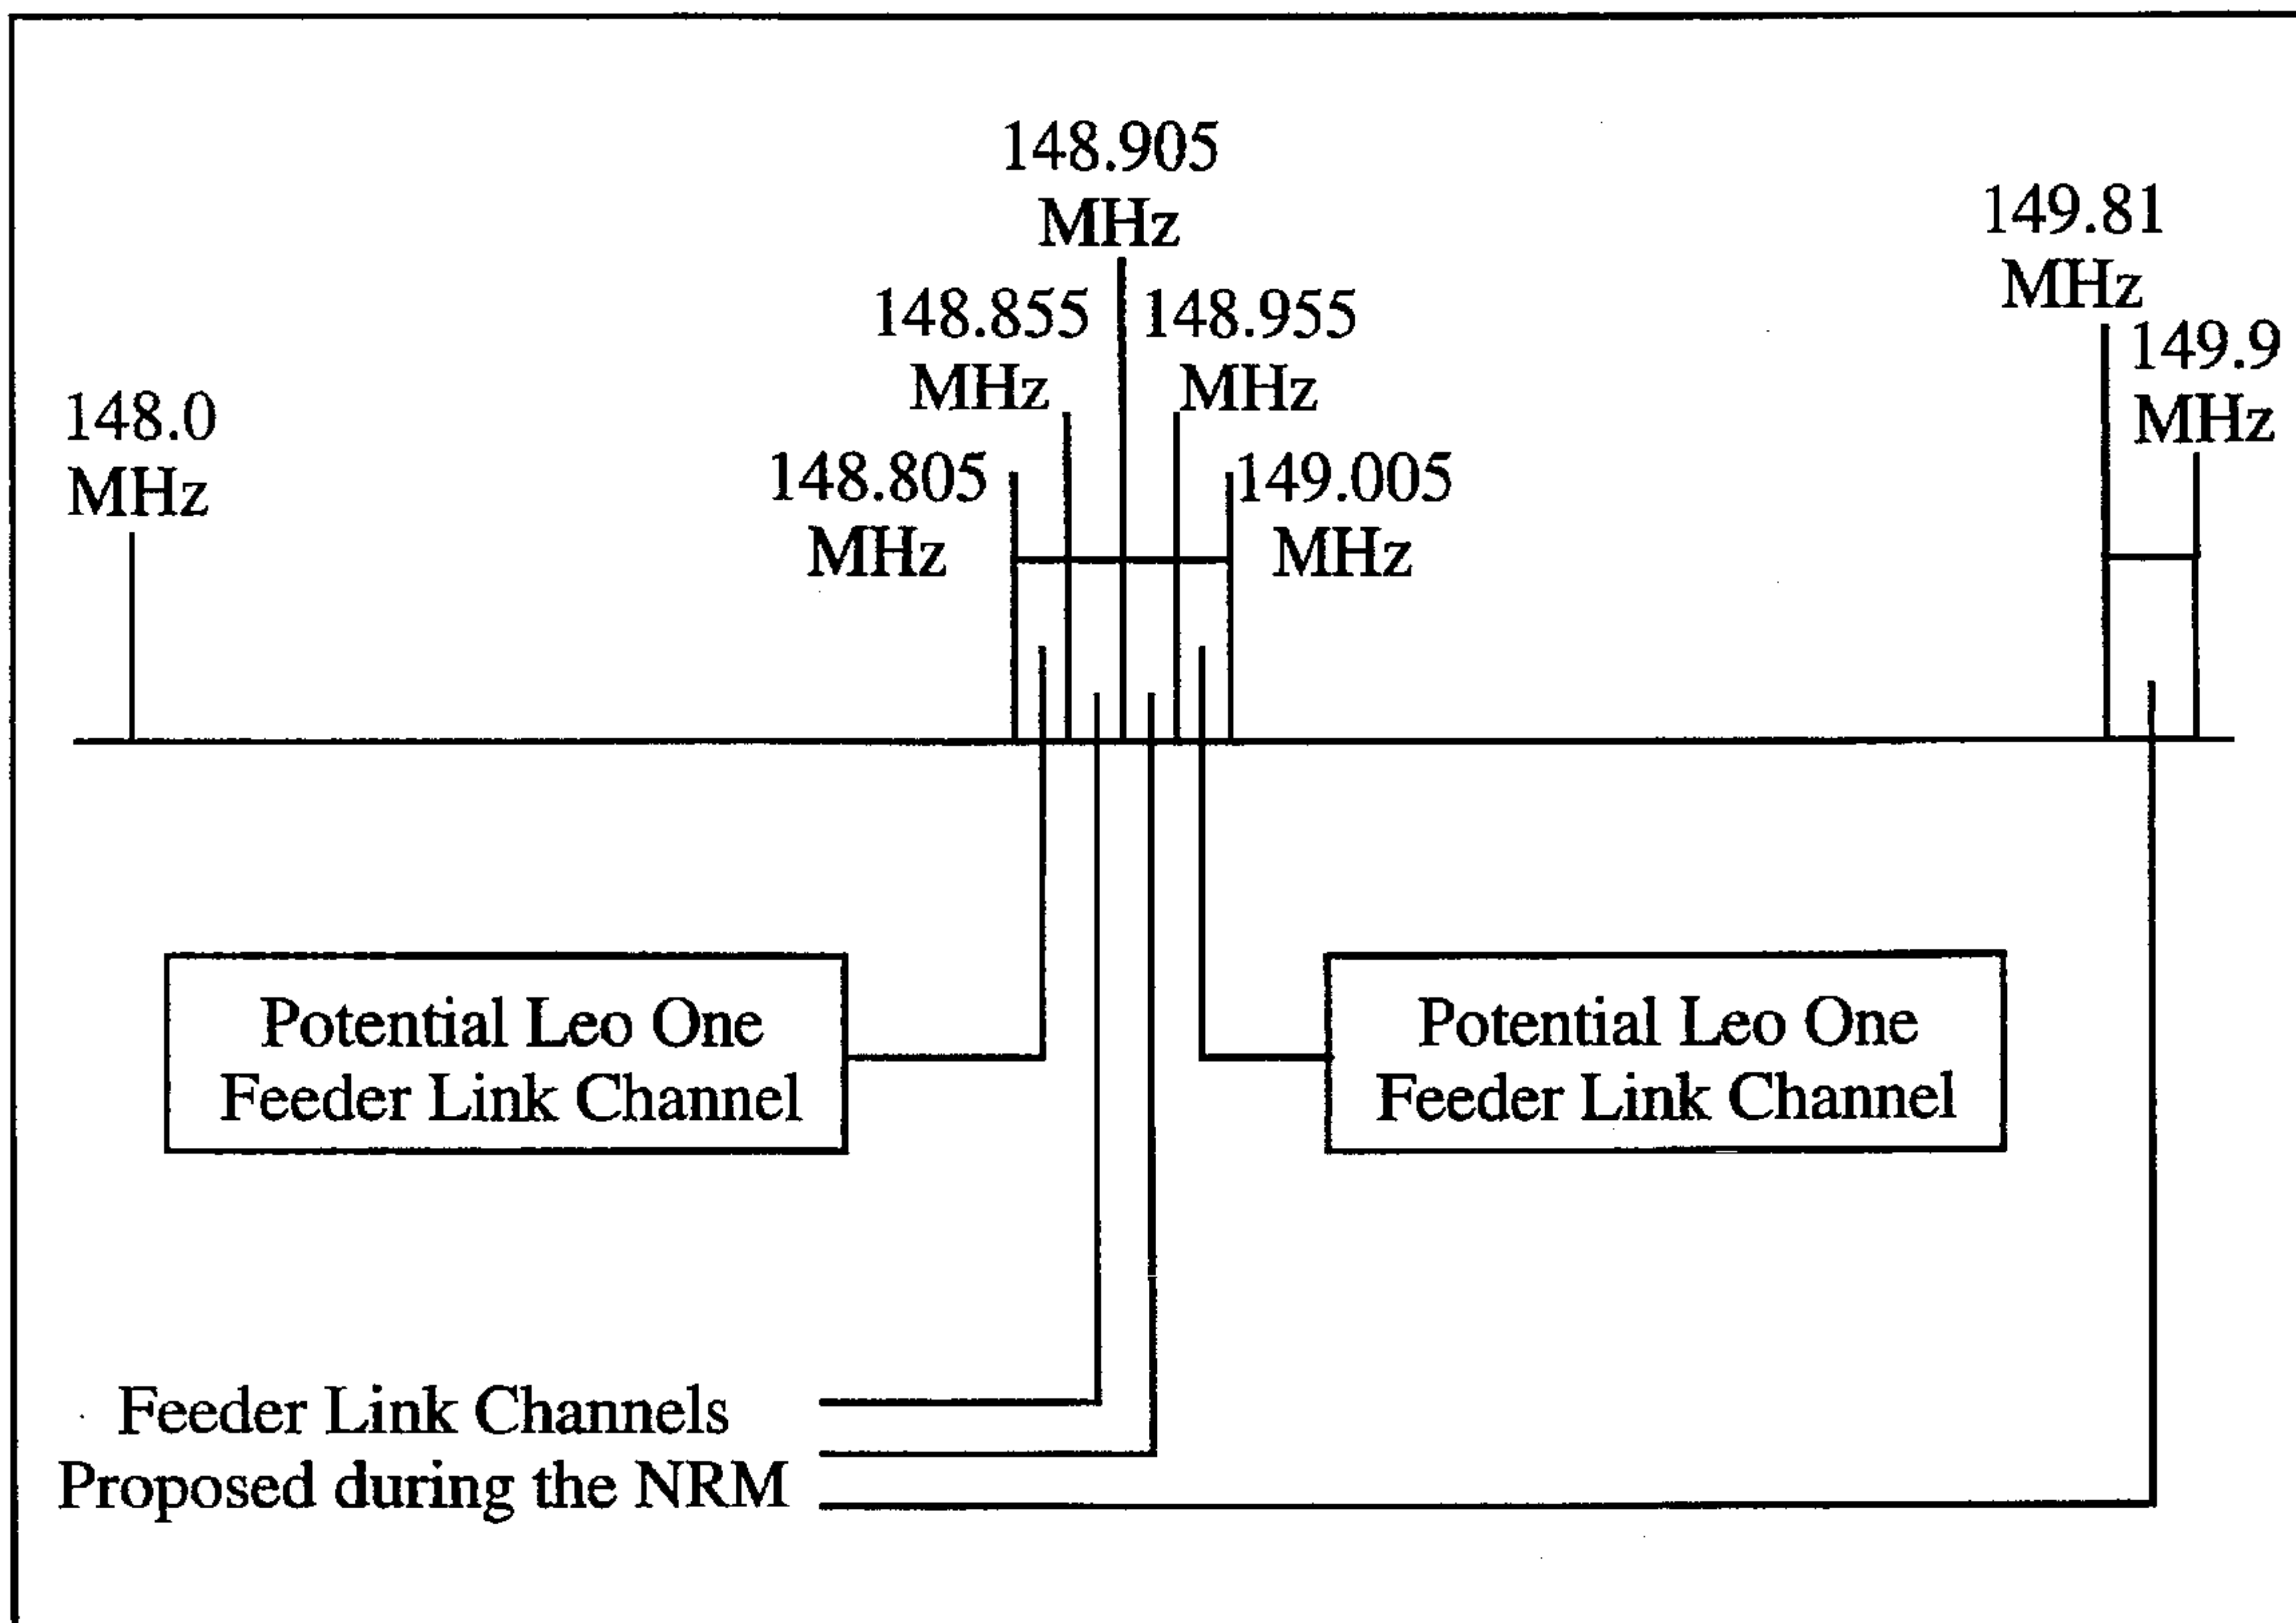 148.905
MHz
149.81
MHz
148.855
MHz
148.955
MHz
149.9
MHz
148.0
MHz
148.805
MHz
149.005
MHz
Potential Leo One
Feeder Link Channel
Potential Leo One
Feeder Link Channel
Feeder Link Channels
Proposed during the NRM